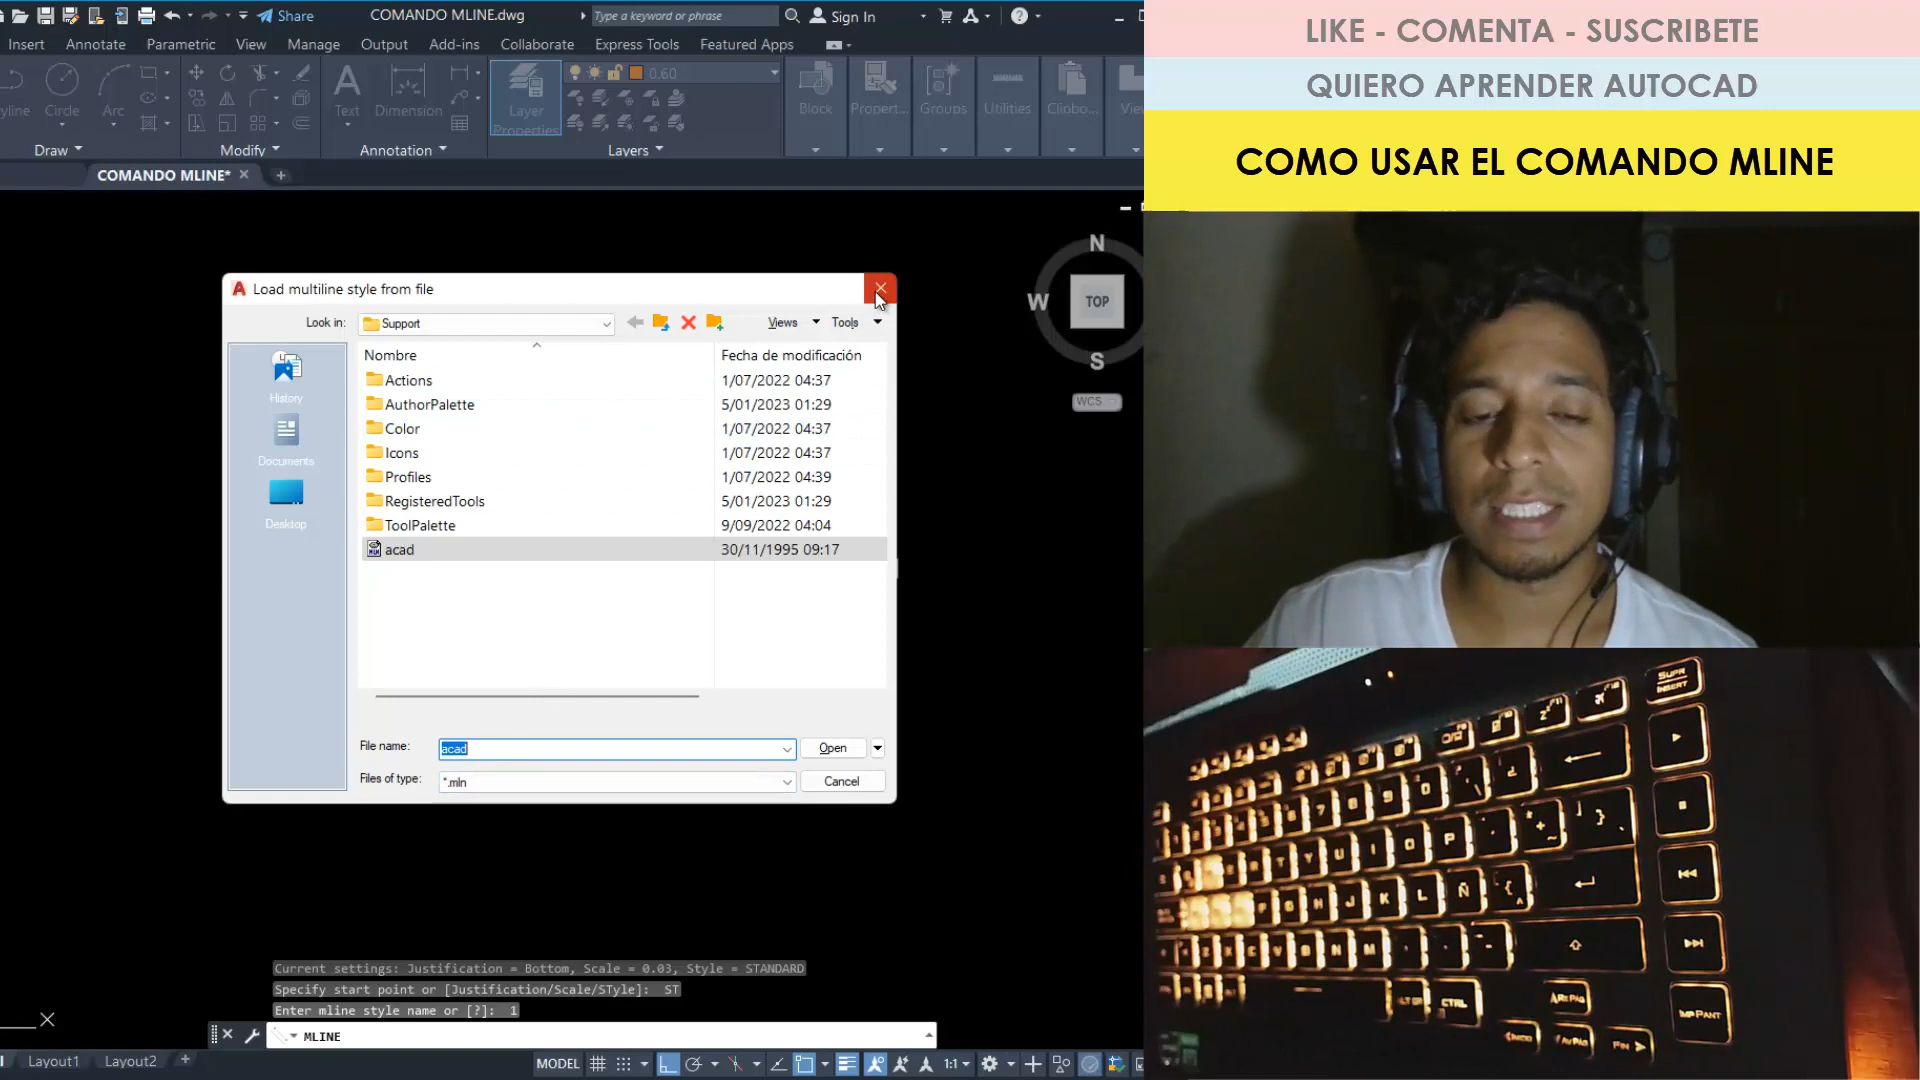 Share
COMANDO MLINE.dwg
Type a keyword or phrase
Sign In
Insert
Annotate
Parametric
View
Manage
Output
Add-ins
Collaborate
Express Tools
Featured Apps
Circle
Arc
Text
Dimension
Layer
Properties
0.60
Block
Propert...
Groups
Utilities
Clipbo...
Draw
Modify
Annotation
Layers
COMANDO MLINE*
LIKE - COMENTA - SUSCRIBETE
QUIERO APRENDER AUTOCAD
COMO USAR EL COMANDO MLINE
N
W
TOP
S
WCS
Load multiline style from file
Look in:
Support
Views
Tools
Nombre
Fecha de modificación
Actions
1/07/2022 04:37
AuthorPalette
5/01/2023 01:29
Color
1/07/2022 04:37
Icons
1/07/2022 04:37
Profiles
1/07/2022 04:39
RegisteredTools
5/01/2023 01:29
ToolPalette
9/09/2022 04:04
acad
30/11/1995 09:17
History
Documents
Desktop
File name:
acad
Open
Files of type:
*.mln
Cancel
Current settings: Justification = Bottom, Scale = 0.03, Style = STANDARD
Specify start point or [Justification/Scale/STyle]: ST
Enter mline style name or [?]: 1
MLINE
Layout1
Layout2
MODEL
1:1
SUPR
INSERT
CTRL
IMP PANT
FIN